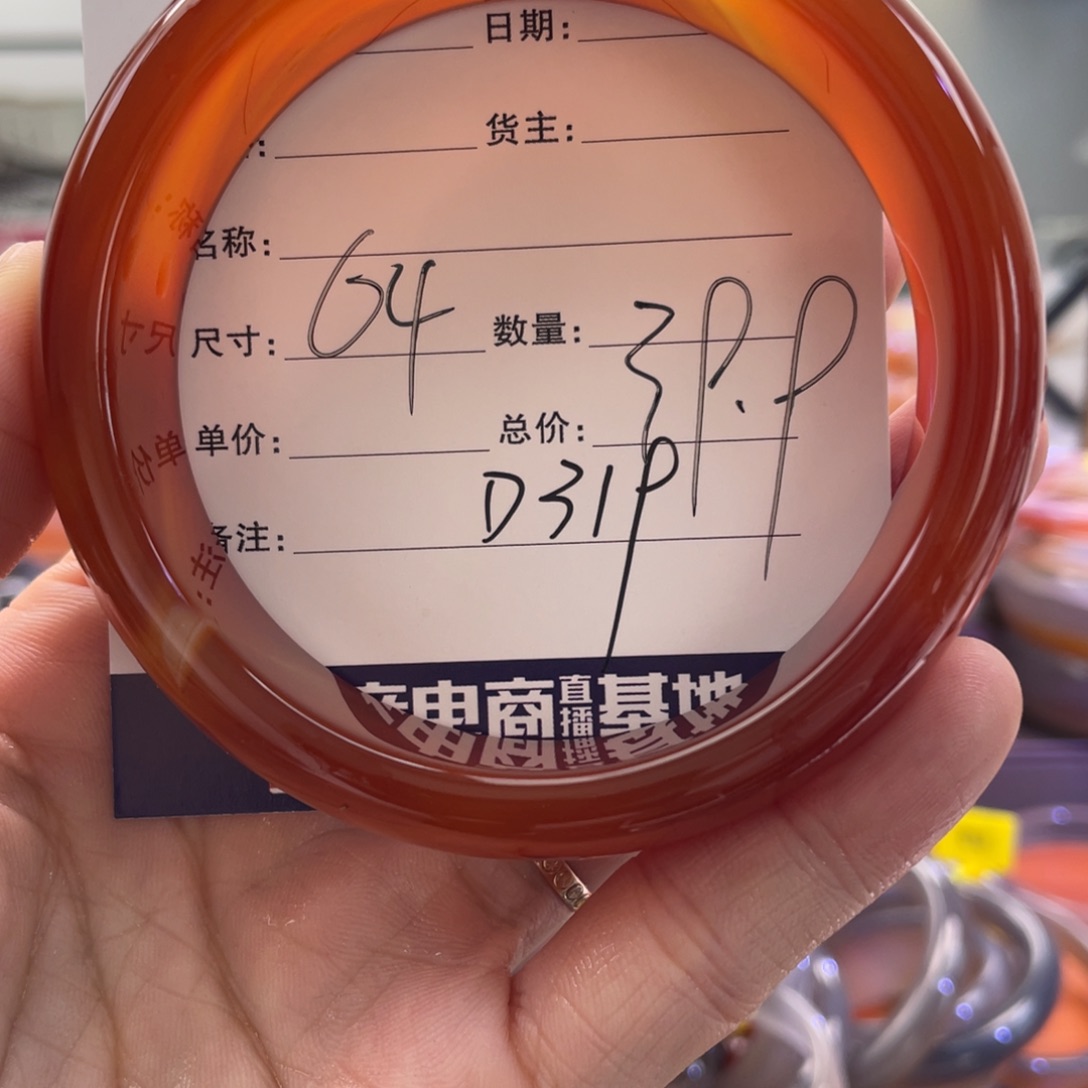 日期:
货主:
名称:
尺寸: 64 数量: 3P.P
单价: 总价:
D31P
备注:
电商直播基地